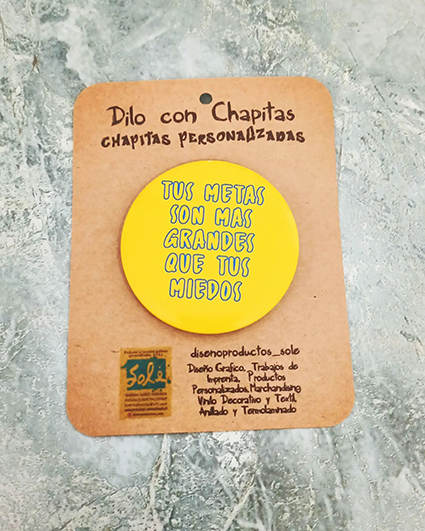 Dilo con Chapitas
CHAPITAS PERSONALIZADAS
TUS METAS
SON MAS
GRANDES
QUE TUS
MIEDOS
disenoproductos_sole
Diseño Grafico, Trabajos de
Imprenta, Productos
Personalizados, Marchandising
Vinilo Decorativo y Textil,
Anillado y Termolaminado
Solé